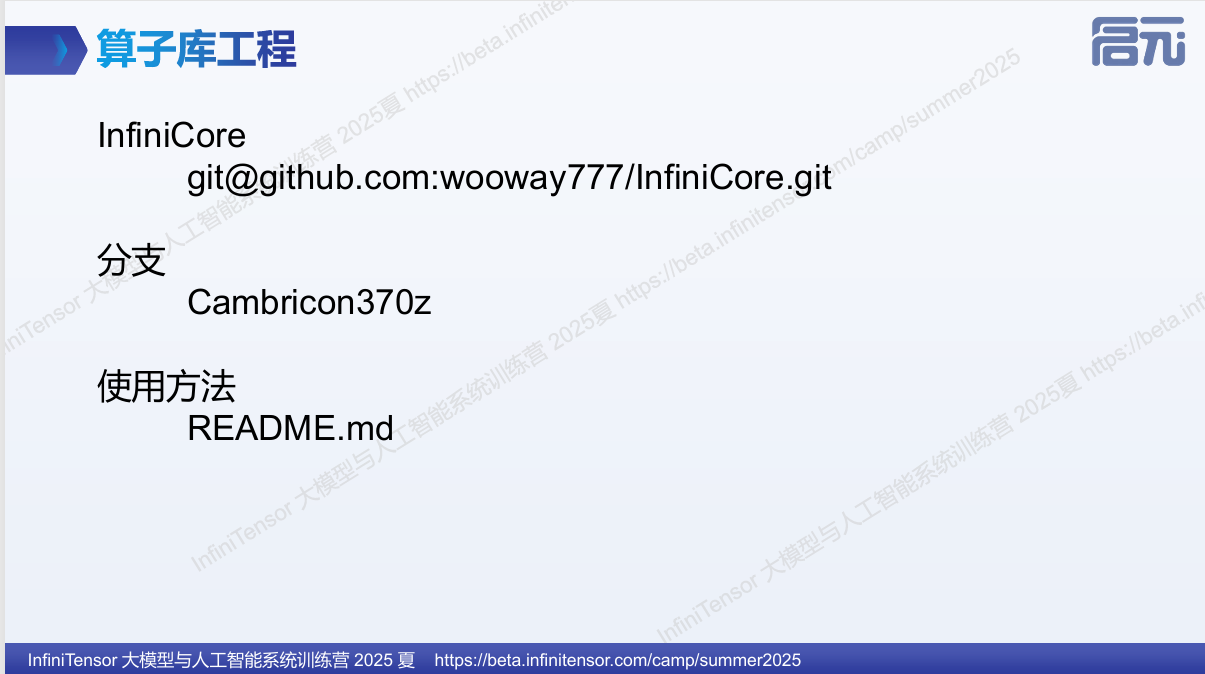 算子库工程
启元
InfiniCore
git@github.com:wooway777/InfiniCore.git
分支
Cambricon370z
使用方法
README.md
InfiniTensor 大模型与人工智能系统训练营 2025夏 https://beta.infinitensor.com/camp/summer2025
InfiniTensor 大模型与人工智能系统训练营 2025 夏 https://beta.infinitensor.com/camp/summer2025